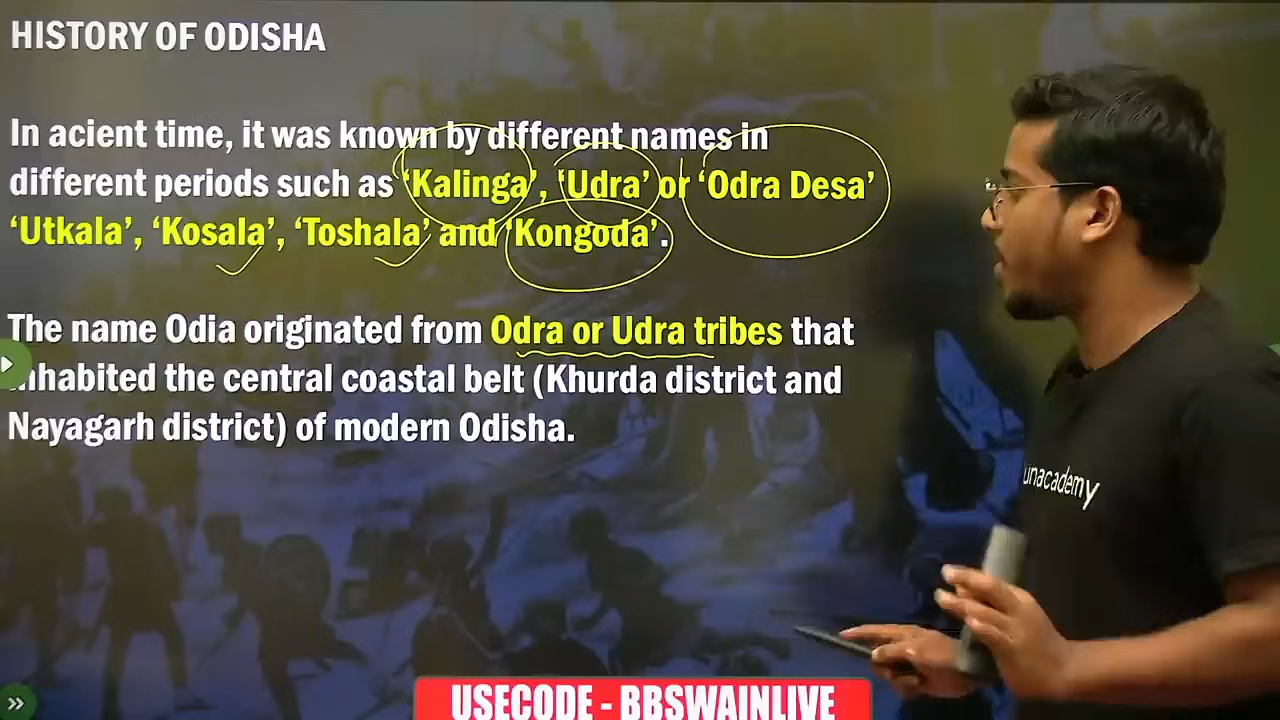 HISTORY OF ODISHA
In acient time, it was known by different names in
different periods such as ‘Kalinga’, ‘Udra’ or ‘Odra Desa’
‘Utkala’, ‘Kosala’, ‘Toshala’ and ‘Kongoda’.
The name Odia originated from Odra or Udra tribes that
inhabited the central coastal belt (Khurda district and
Nayagarh district) of modern Odisha.
unacademy
USECODE - BBSWAINLIVE